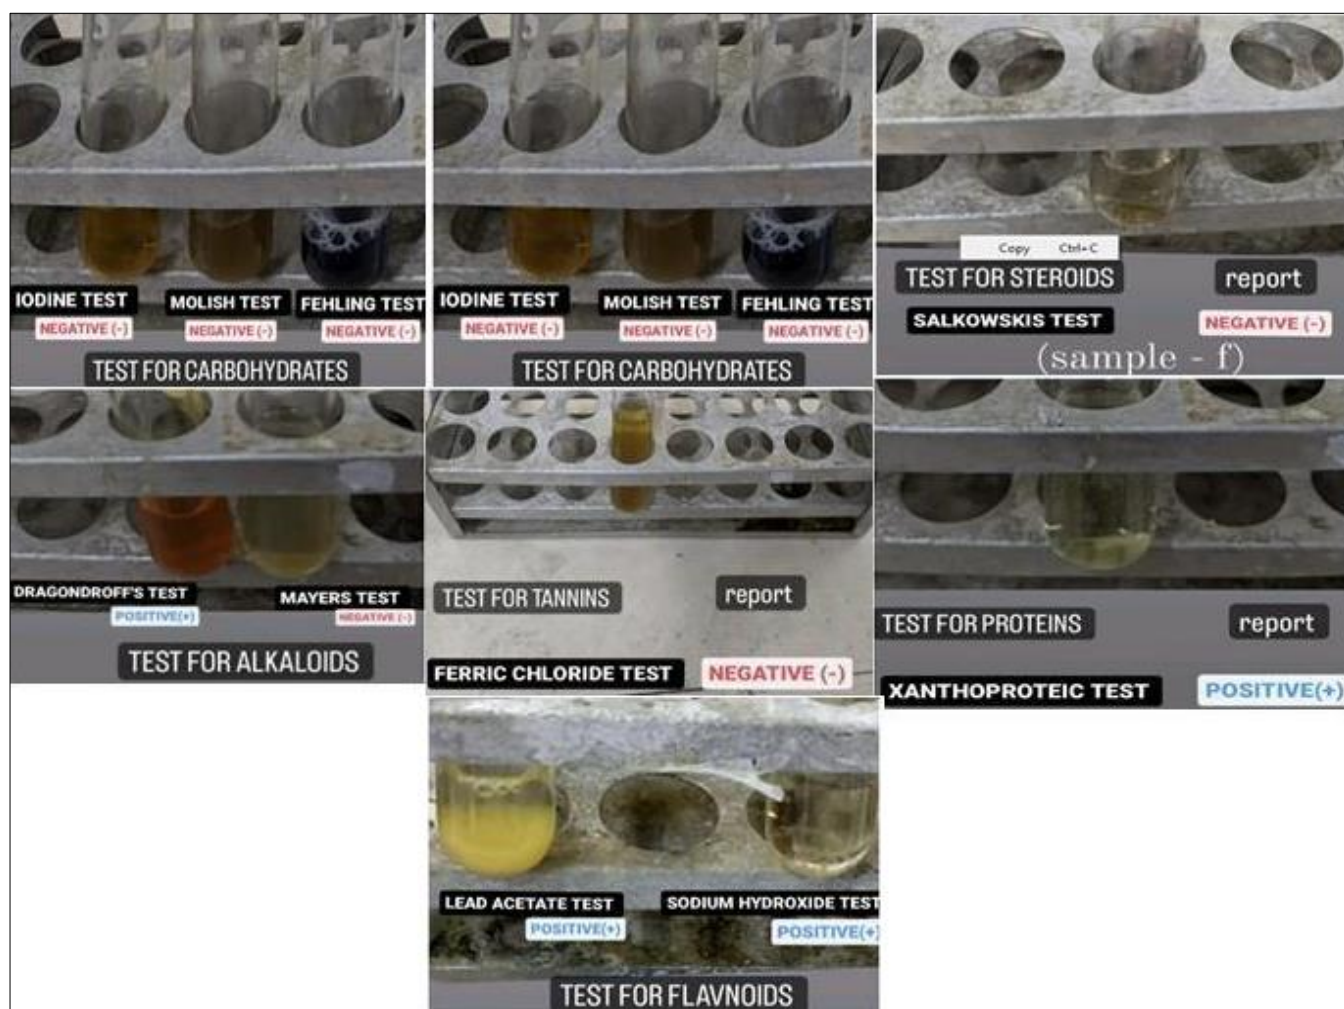 IODINE TEST MOLISH TEST FEHLING TEST
NEGATIVE (-) NEGATIVE (-) NEGATIVE (-)
TEST FOR CARBOHYDRATES
IODINE TEST MOLISH TEST FEHLING TEST
NEGATIVE (-) NEGATIVE (-) NEGATIVE (-)
TEST FOR CARBOHYDRATES
Copy Ctrl+C
TEST FOR STEROIDS report
SALKOWSKIS TEST NEGATIVE (-)
(sample - f)
DRAGONDROFF'S TEST MAYERS TEST
POSITIVE(+) NEGATIVE (-)
TEST FOR ALKALOIDS
TEST FOR TANNINS report
FERRIC CHLORIDE TEST NEGATIVE (-)
TEST FOR PROTEINS report
XANTHOPROTEIC TEST POSITIVE(+)
LEAD ACETATE TEST SODIUM HYDROXIDE TEST
POSITIVE(+) POSITIVE(+)
TEST FOR FLAVNOIDS